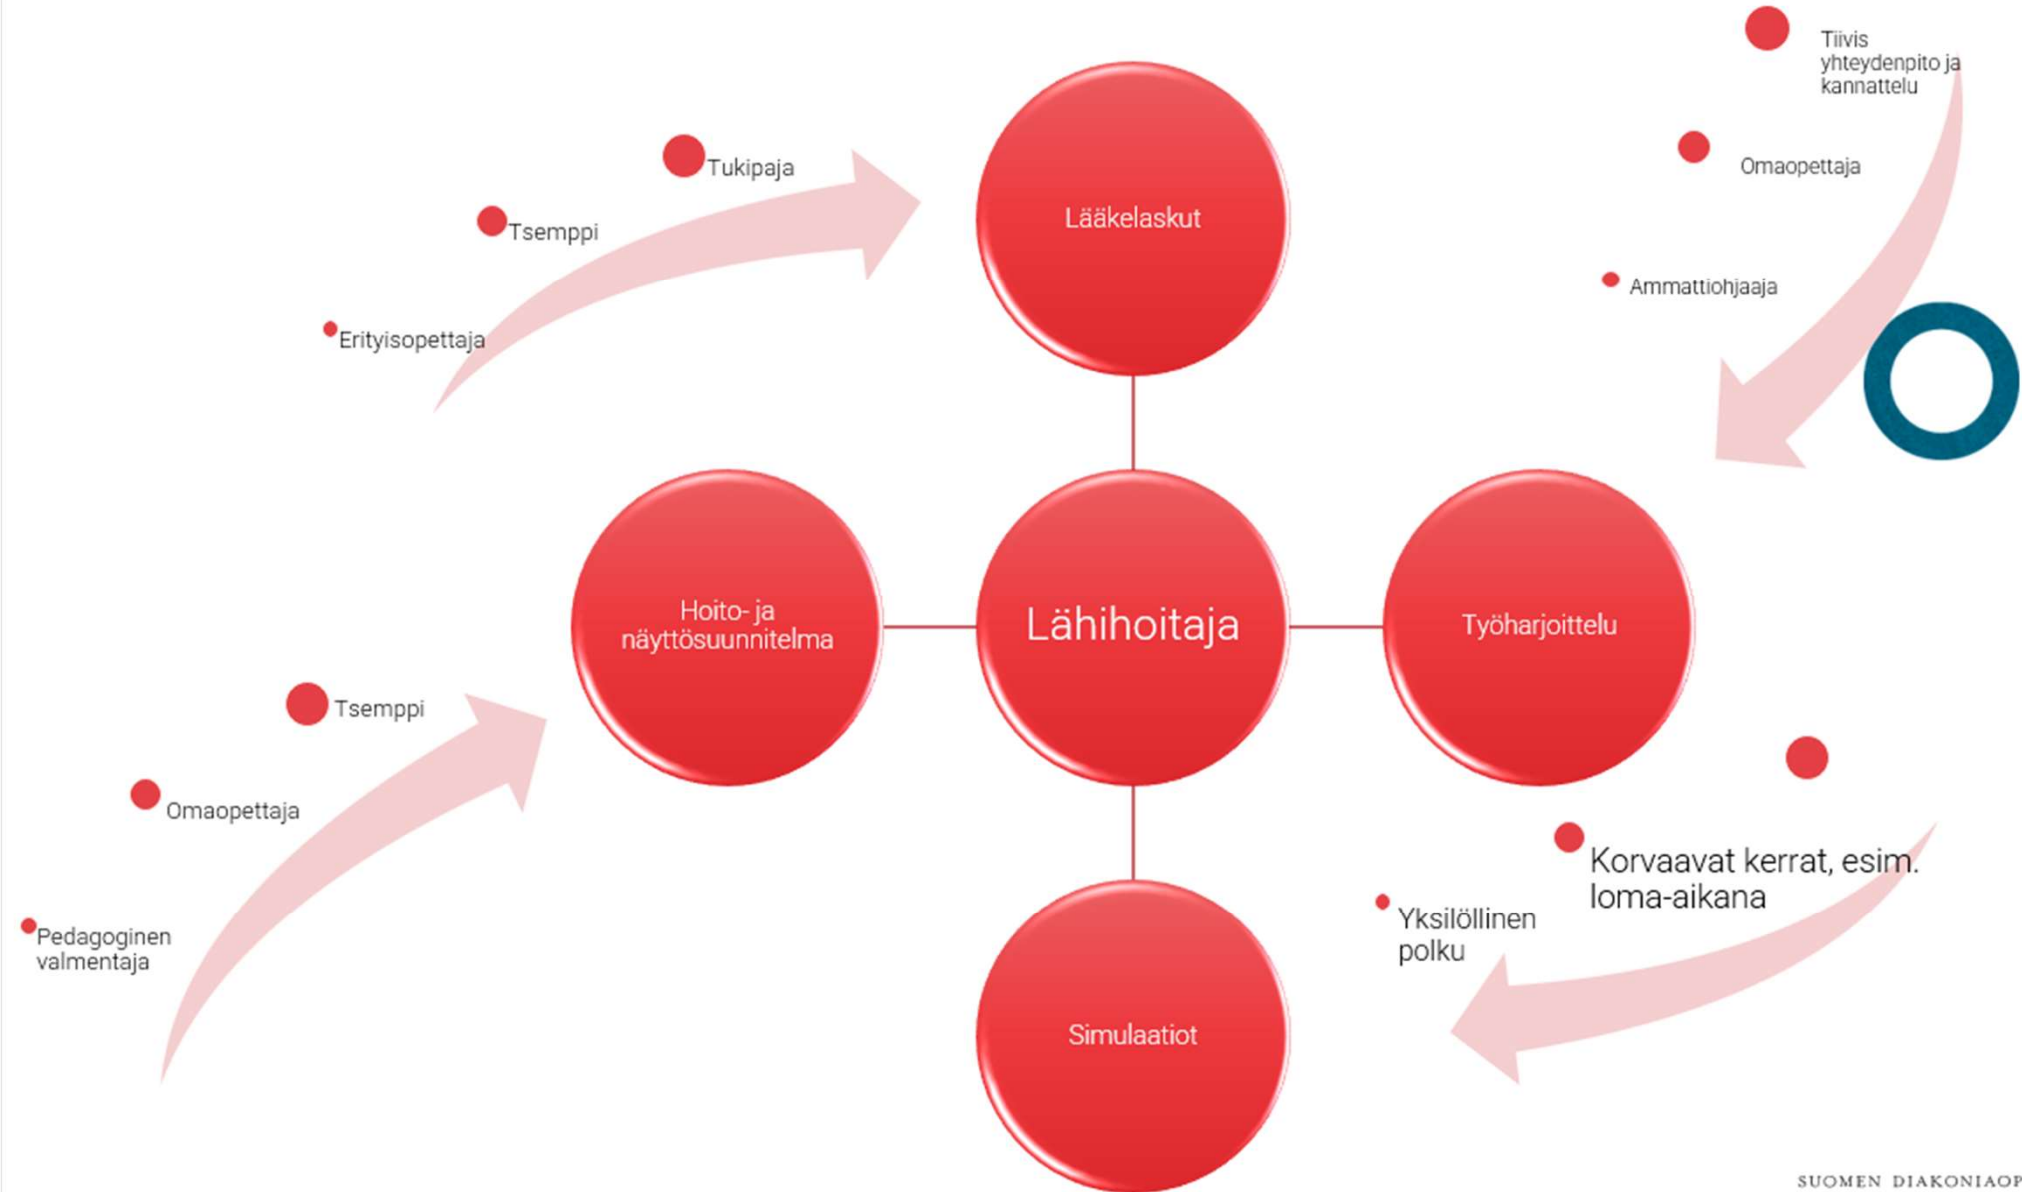 Tiivis
yhteydenpito ja
kannattelu
Omaopettaja
Ammattiohjaaja
Tukipaja
Tsemppi
Erityisopettaja
Lääkelaskut
Hoito- ja
näyttösuunnitelma
Lähihoitaja
Työharjoittelu
Tsemppi
Omaopettaja
Pedagoginen
valmentaja
Korvaavat kerrat, esim.
loma-aikana
Yksilöllinen
polku
Simulaatiot
SUOMEN DIAKONIAOP